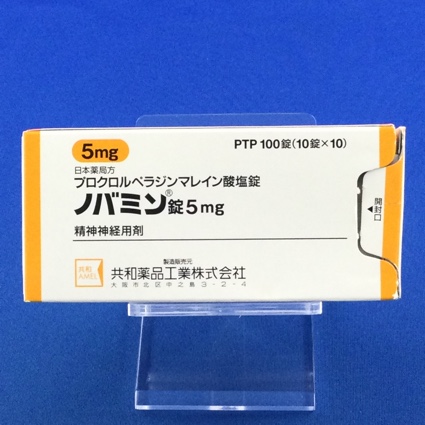 5mg
PTP 100錠(10錠×10)
日本薬局方
プロクロルペラジンマレイン酸塩錠
ノバミン®錠5mg
精神神経用剤
開封口
製造販売元
共和 AMEL
共和薬品工業株式会社
大阪市北区中之島3-2-4